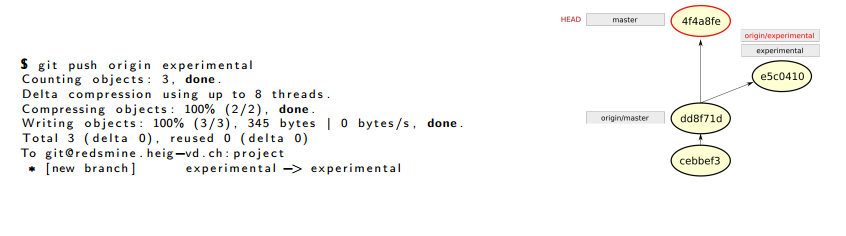 $ git push origin experimental
Counting objects: 3, done.
Delta compression using up to 8 threads.
Compressing objects: 100% (2/2), done.
Writing objects: 100% (3/3), 345 bytes | 0 bytes/s, done.
Total 3 (delta 0), reused 0 (delta 0)
To git@redsmine.heig—vd.ch:project
* [new branch] experimental —> experimental
HEAD master 4f4a8fe
origin/experimental
experimental
e5c0410
origin/master dd8f71d
cebbef3